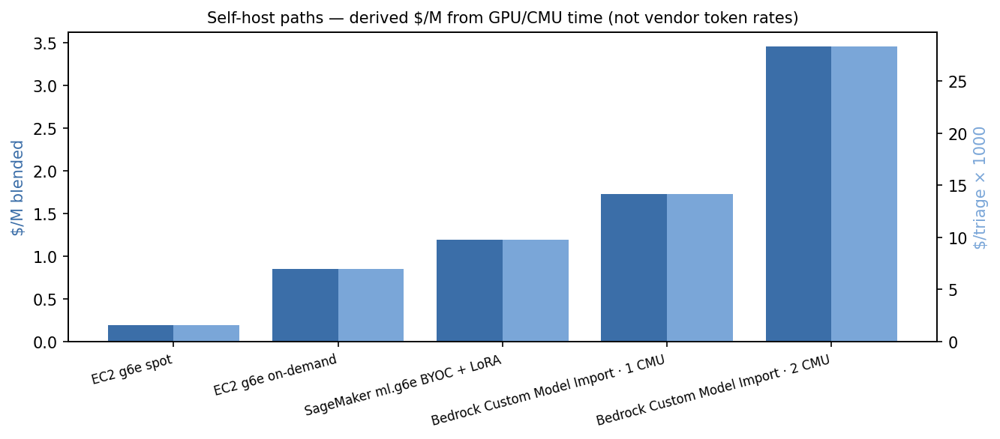 Self-host paths — derived $/M from GPU/CMU time (not vendor token rates)
3.5
3.0
2.5
2.0
1.5
1.0
0.5
0.0
$/M blended
25
20
15
10
5
0
$/triage × 1000
EC2 g6e spot
EC2 g6e on-demand
SageMaker ml.g6e BYOC + LoRA
Bedrock Custom Model Import · 1 CMU
Bedrock Custom Model Import · 2 CMU